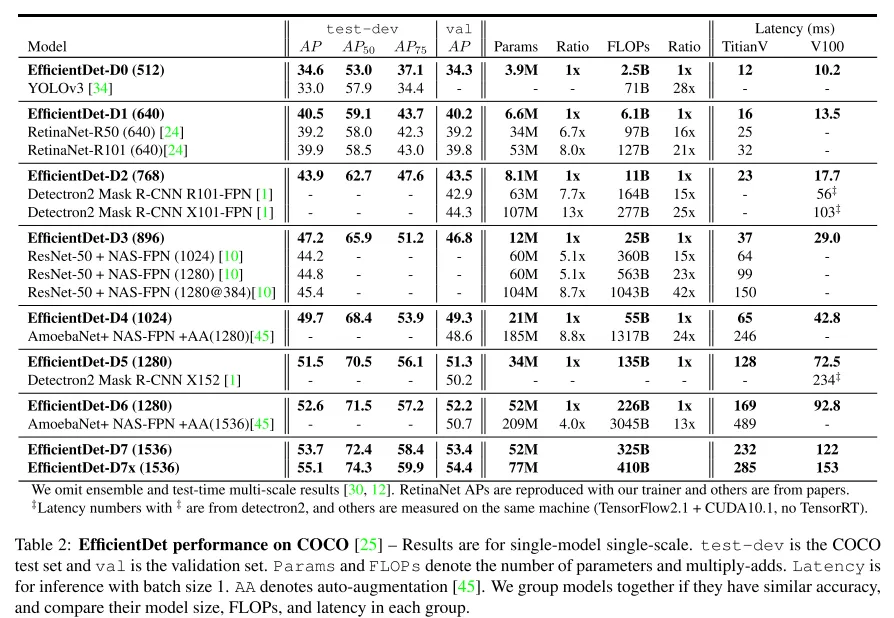 test-dev val Latency (ms)
Model AP AP50 AP75 AP Params Ratio FLOPs Ratio TitianV V100
EfficientDet-D0 (512) 34.6 53.0 37.1 34.3 3.9M 1x 2.5B 1x 12 10.2
YOLOv3 [34] 33.0 57.9 34.4 - - - 71B 28x - -
EfficientDet-D1 (640) 40.5 59.1 43.7 40.2 6.6M 1x 6.1B 1x 16 13.5
RetinaNet-R50 (640) [24] 39.2 58.0 42.3 39.2 34M 6.7x 97B 16x 25 -
RetinaNet-R101 (640)[24] 39.9 58.5 43.0 39.8 53M 8.0x 127B 21x 32 -
EfficientDet-D2 (768) 43.9 62.7 47.6 43.5 8.1M 1x 11B 1x 23 17.7
Detectron2 Mask R-CNN R101-FPN [1] - - - 42.9 63M 7.7x 164B 15x - 56‡
Detectron2 Mask R-CNN X101-FPN [1] - - - 44.3 107M 13x 277B 25x - 103‡
EfficientDet-D3 (896) 47.2 65.9 51.2 46.8 12M 1x 25B 1x 37 29.0
ResNet-50 + NAS-FPN (1024) [10] 44.2 - - - 60M 5.1x 360B 15x 64 -
ResNet-50 + NAS-FPN (1280) [10] 44.8 - - - 60M 5.1x 563B 23x 99 -
ResNet-50 + NAS-FPN (1280@384)[10] 45.4 - - - 104M 8.7x 1043B 42x 150 -
EfficientDet-D4 (1024) 49.7 68.4 53.9 49.3 21M 1x 55B 1x 65 42.8
AmoebaNet+ NAS-FPN +AA(1280)[45] - - - 48.6 185M 8.8x 1317B 24x 246 -
EfficientDet-D5 (1280) 51.5 70.5 56.1 51.3 34M 1x 135B 1x 128 72.5
Detectron2 Mask R-CNN X152 [1] - - - 50.2 - - - - - 234‡
EfficientDet-D6 (1280) 52.6 71.5 57.2 52.2 52M 1x 226B 1x 169 92.8
AmoebaNet+ NAS-FPN +AA(1536)[45] - - - 50.7 209M 4.0x 3045B 13x 489 -
EfficientDet-D7 (1536) 53.7 72.4 58.4 53.4 52M 325B 232 122
EfficientDet-D7x (1536) 55.1 74.3 59.9 54.4 77M 410B 285 153
We omit ensemble and test-time multi-scale results [30, 12]. RetinaNet APs are reproduced with our trainer and others are from papers.
‡Latency numbers with ‡ are from detectron2, and others are measured on the same machine (TensorFlow2.1 + CUDA10.1, no TensorRT).
Table 2: EfficientDet performance on COCO [25] – Results are for single-model single-scale. test-dev is the COCO
test set and val is the validation set. Params and FLOPs denote the number of parameters and multiply-adds. Latency is
for inference with batch size 1. AA denotes auto-augmentation [45]. We group models together if they have similar accuracy,
and compare their model size, FLOPs, and latency in each group.